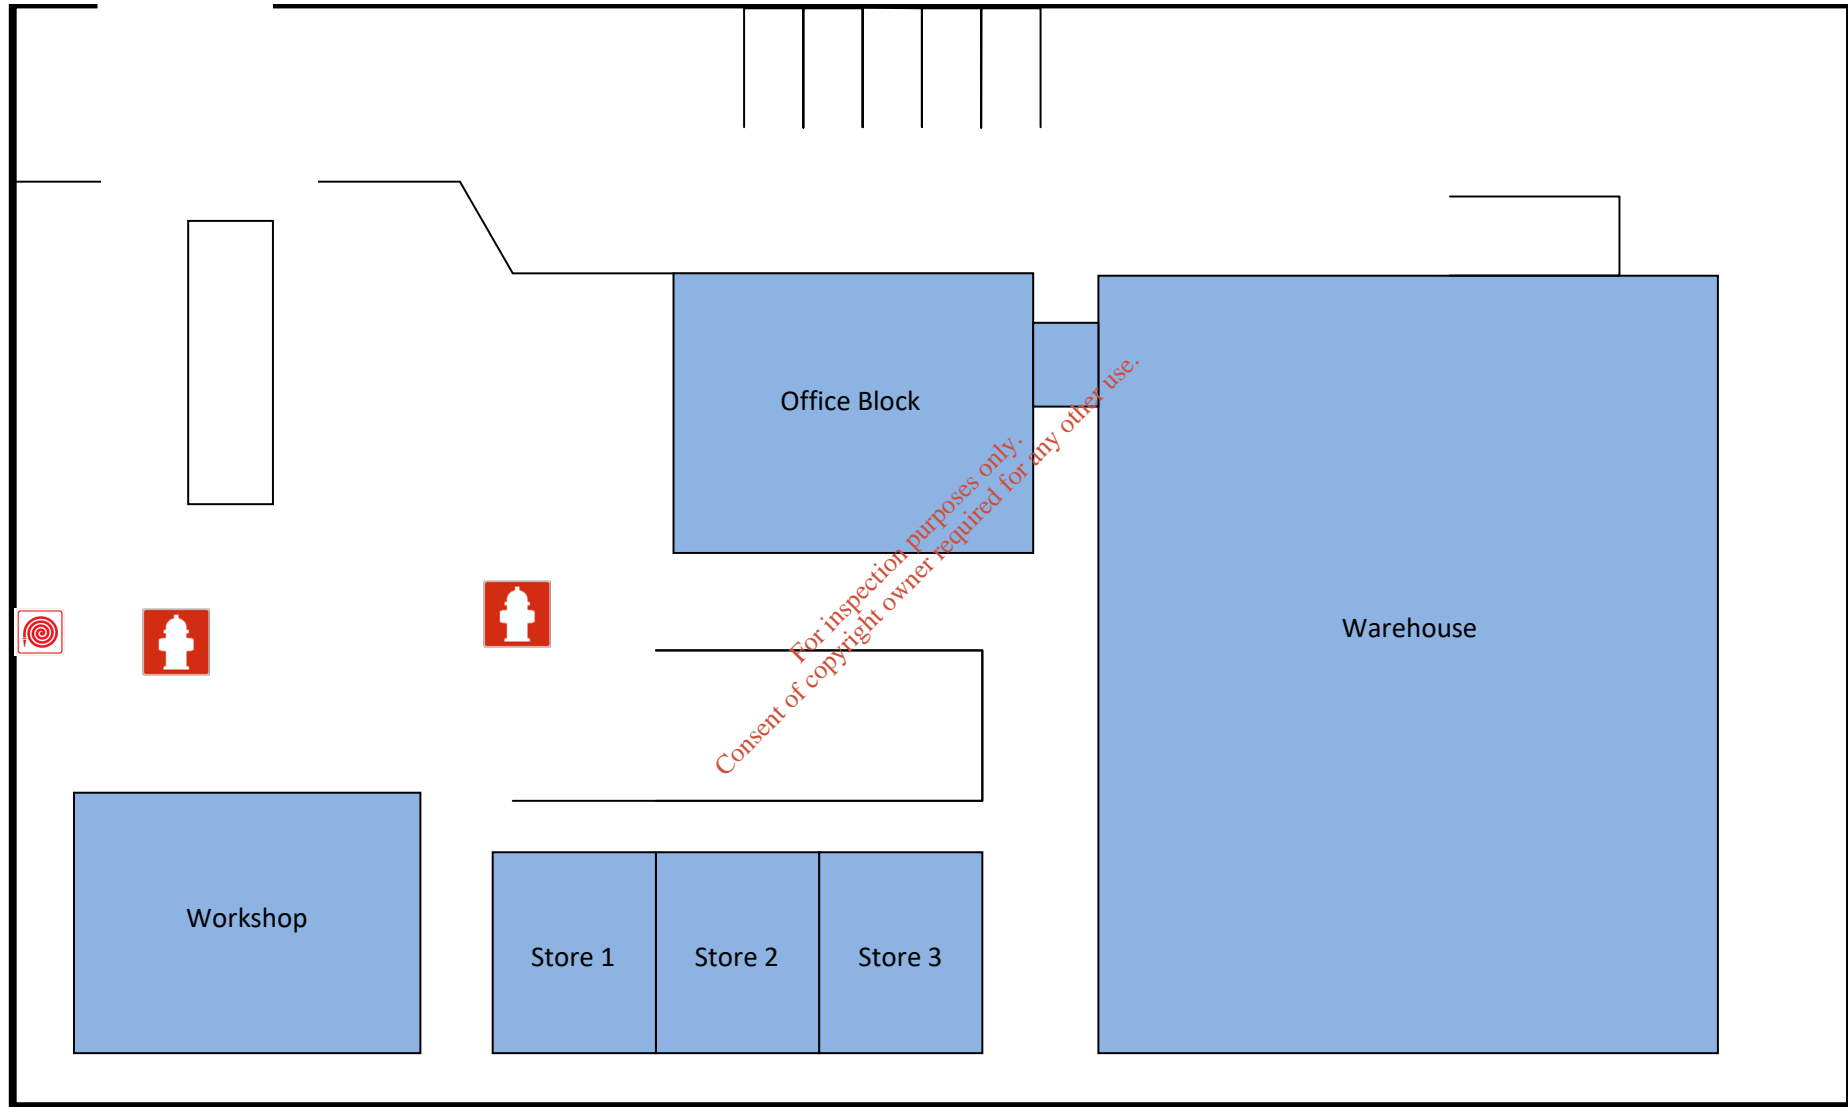 Office Block
For inspection purposes only.
Consent of copyright owner required for any other use.
Warehouse
Workshop
Store 1
Store 2
Store 3